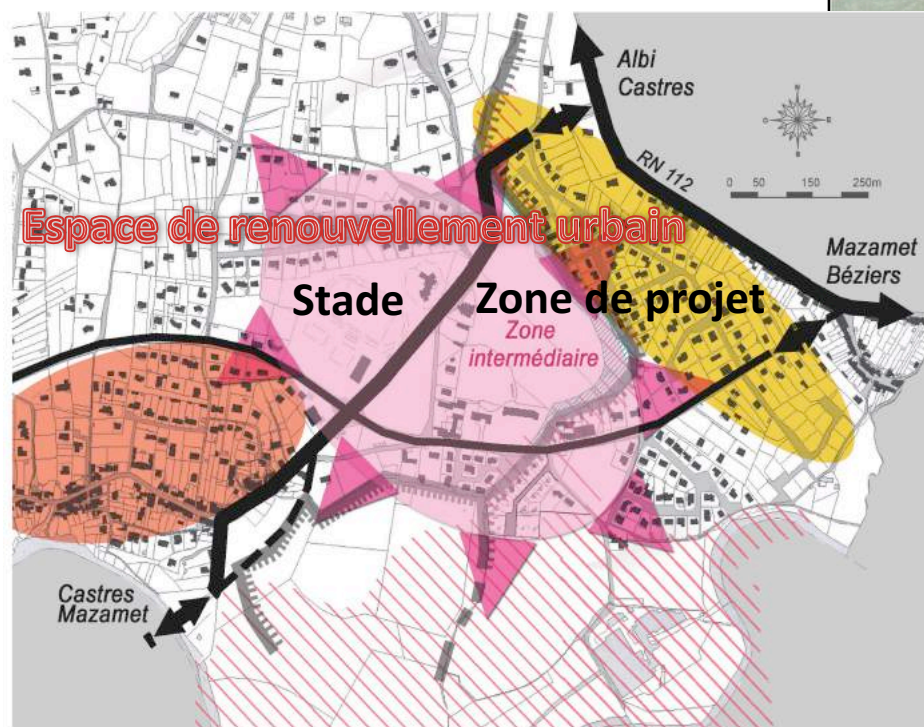 Albi
Castres
RN 112
0 50 150 250m
Espace de renouvellement urbain
Mazamet
Béziers
Stade
Zone de projet
Zone
intermédiaire
Castres
Mazamet